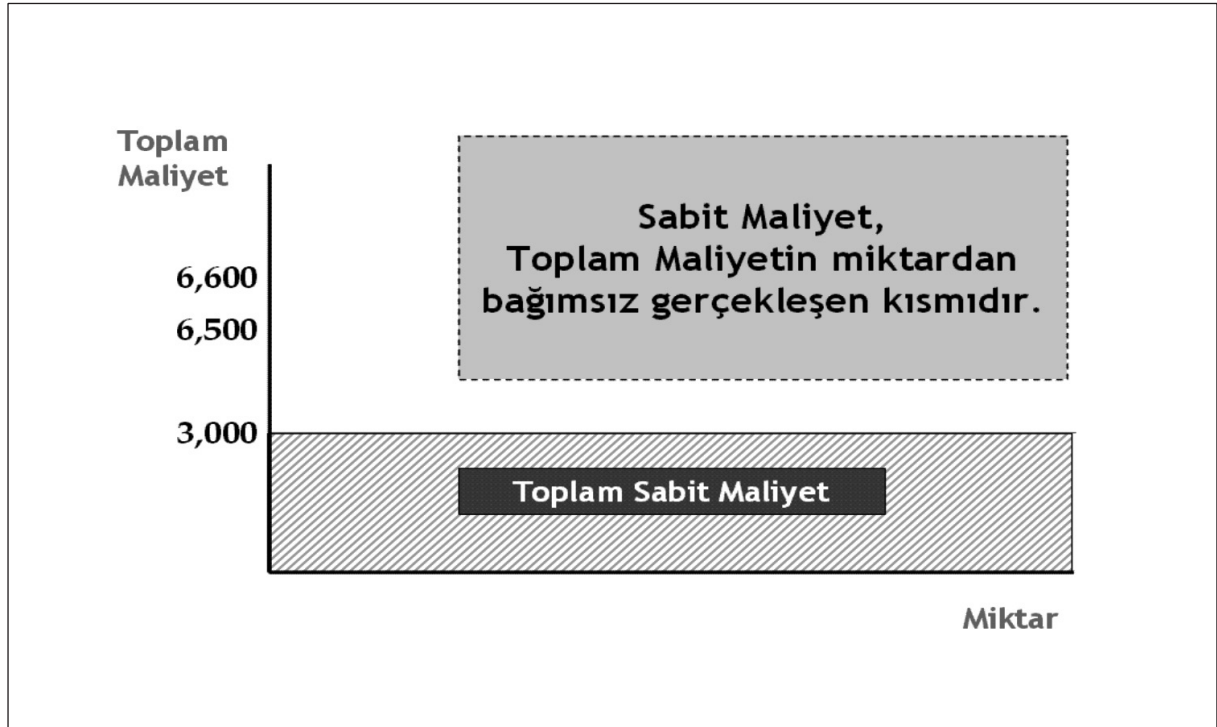 Toplam
Maliyet
Sabit Maliyet,
Toplam Maliyetin miktardan
bağımsız gerçekleşen kısmıdır.
6,600
6,500
3,000
Toplam Sabit Maliyet
Miktar